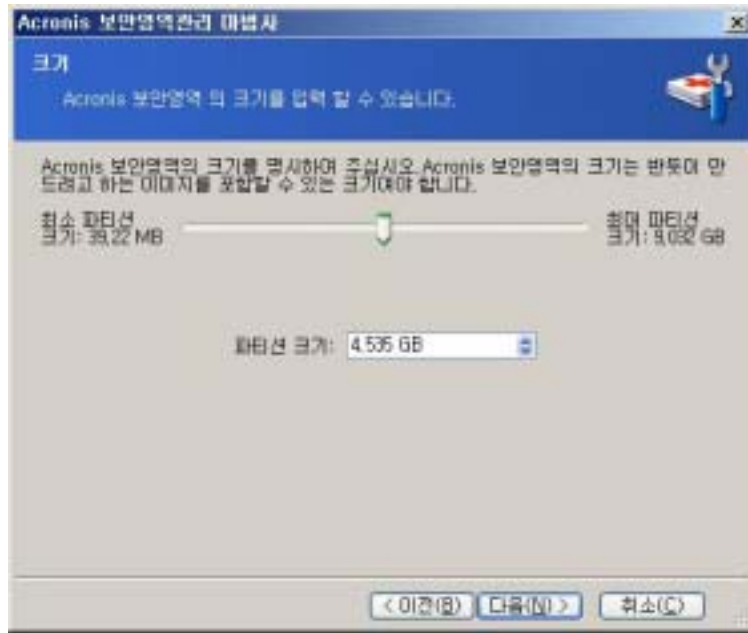 Acronis 보안영역관리 마법사
크기
Acronis 보안영역 의 크기를 입력 할 수 있습니다.
Acronis 보안영역의 크기를 명시하여 주십시오. Acronis 보안영역의 크기는 반듯이 만
드려고 하는 이미지를 포함할 수 있는 크기여야 합니다.
최소 파티션
크기: 39,22 MB
최대 파티션
크기: 9,032 GB
파티션 크기: 4.535 GB
< 이전(B) 다음(N) > 취소(C)